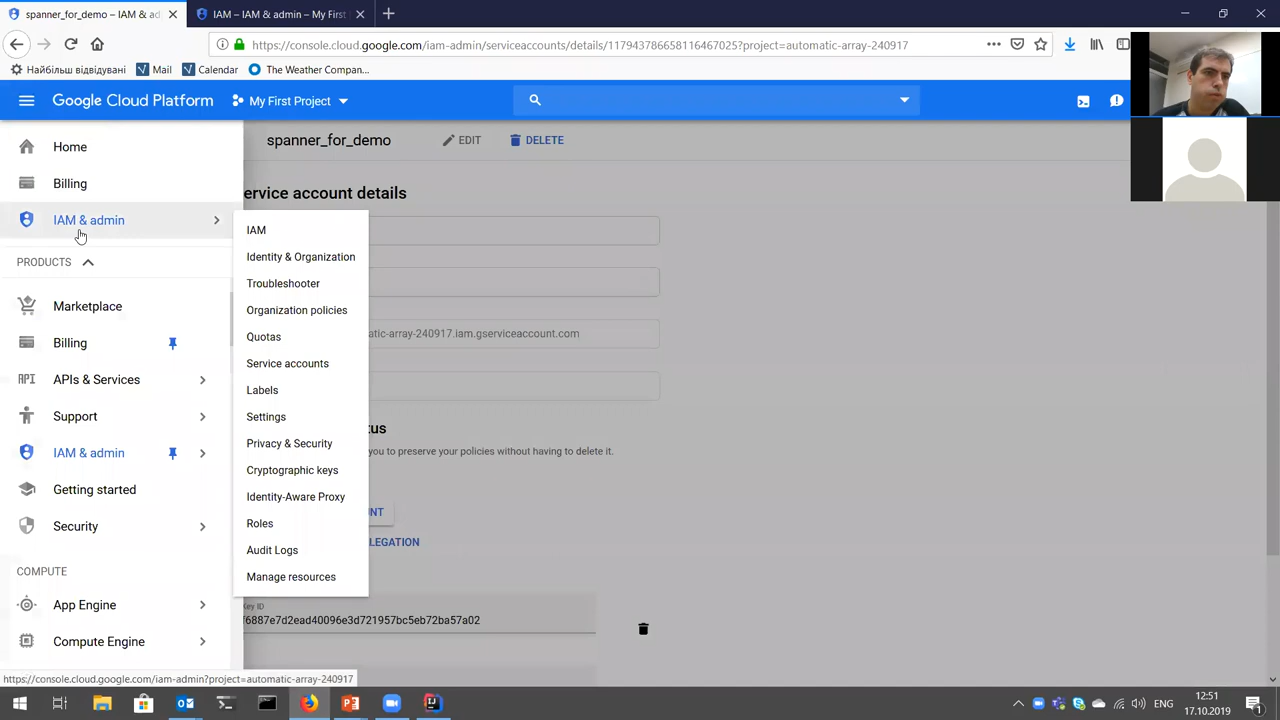 spanner_for_demo – IAM & ad
IAM – IAM & admin – My First
https://console.cloud.google.com/iam-admin/serviceaccounts/details/117943786658116467025?project=automatic-array-240917
Найбільш відвідувані
Mail
Calendar
The Weather Compan...
Google Cloud Platform
My First Project
Home
Billing
IAM & admin
PRODUCTS
Marketplace
Billing
API
APIs & Services
Support
IAM & admin
Getting started
Security
COMPUTE
App Engine
Compute Engine
IAM
Identity & Organization
Troubleshooter
Organization policies
Quotas
Service accounts
Labels
Settings
Privacy & Security
Cryptographic keys
Identity-Aware Proxy
Roles
Audit Logs
Manage resources
spanner_for_demo
EDIT
DELETE
ervice account details
atic-array-240917.iam.gserviceaccount.com
tus
you to preserve your policies without having to delete it.
NT
LEGATION
Key ID
f6887e7d2ead40096e3d721957bc5eb72ba57a02
https://console.cloud.google.com/iam-admin?project=automatic-array-240917
ENG
12:51
17.10.2019
1